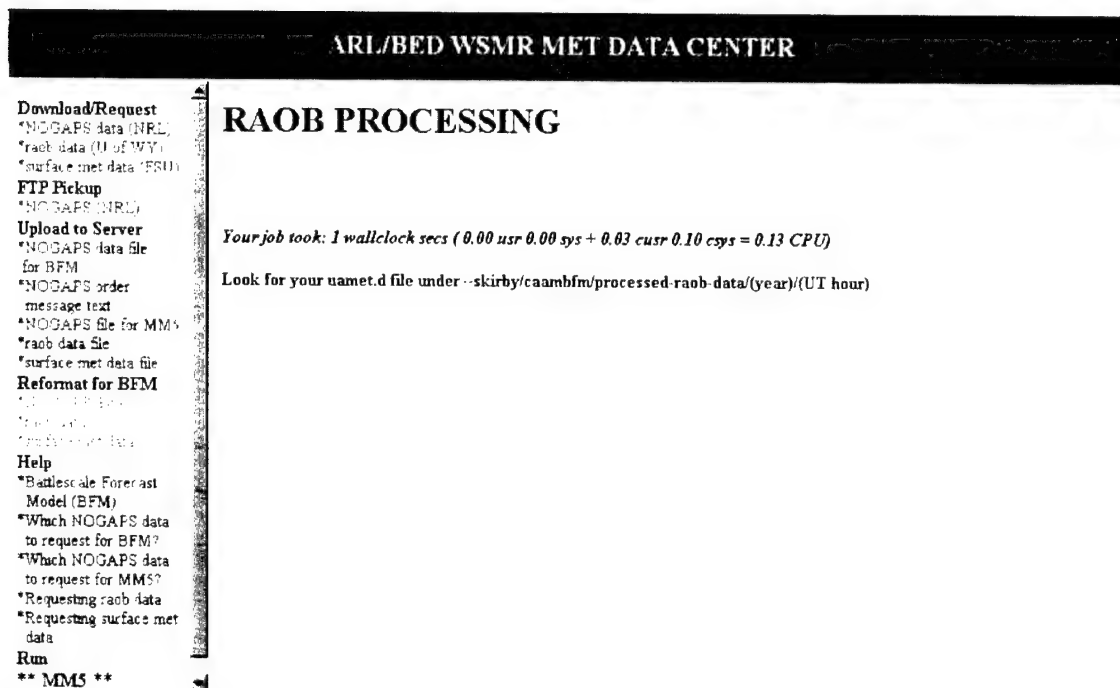 ARL/BED WSMR MET DATA CENTER
Download/Request
*NOGAPS data (NRL)
*raob data (U of WY)
*surface met data (FSU)
FTP Pickup
*NOGAPS (NRL)
Upload to Server
*NOGAPS data file
for BFM
*NOGAPS order
message text
*NOGAPS file for MM5
*raob data file
*surface met data file
Reformat for BFM
Help
*Battlescale Forecast
Model (BFM)
*Which NOGAPS data
to request for BFM?
*Which NOGAPS data
to request for MM5?
*Requesting raob data
*Requesting surface met
data
Run
** MM5 **
RAOB PROCESSING
Your job took: 1 wallclock secs ( 0.00 usr 0.00 sys + 0.03 cusr 0.10 csys = 0.13 CPU)
Look for your uamet.d file under --skirby/caambfm/processed-raob-data/(year)/(UT hour)